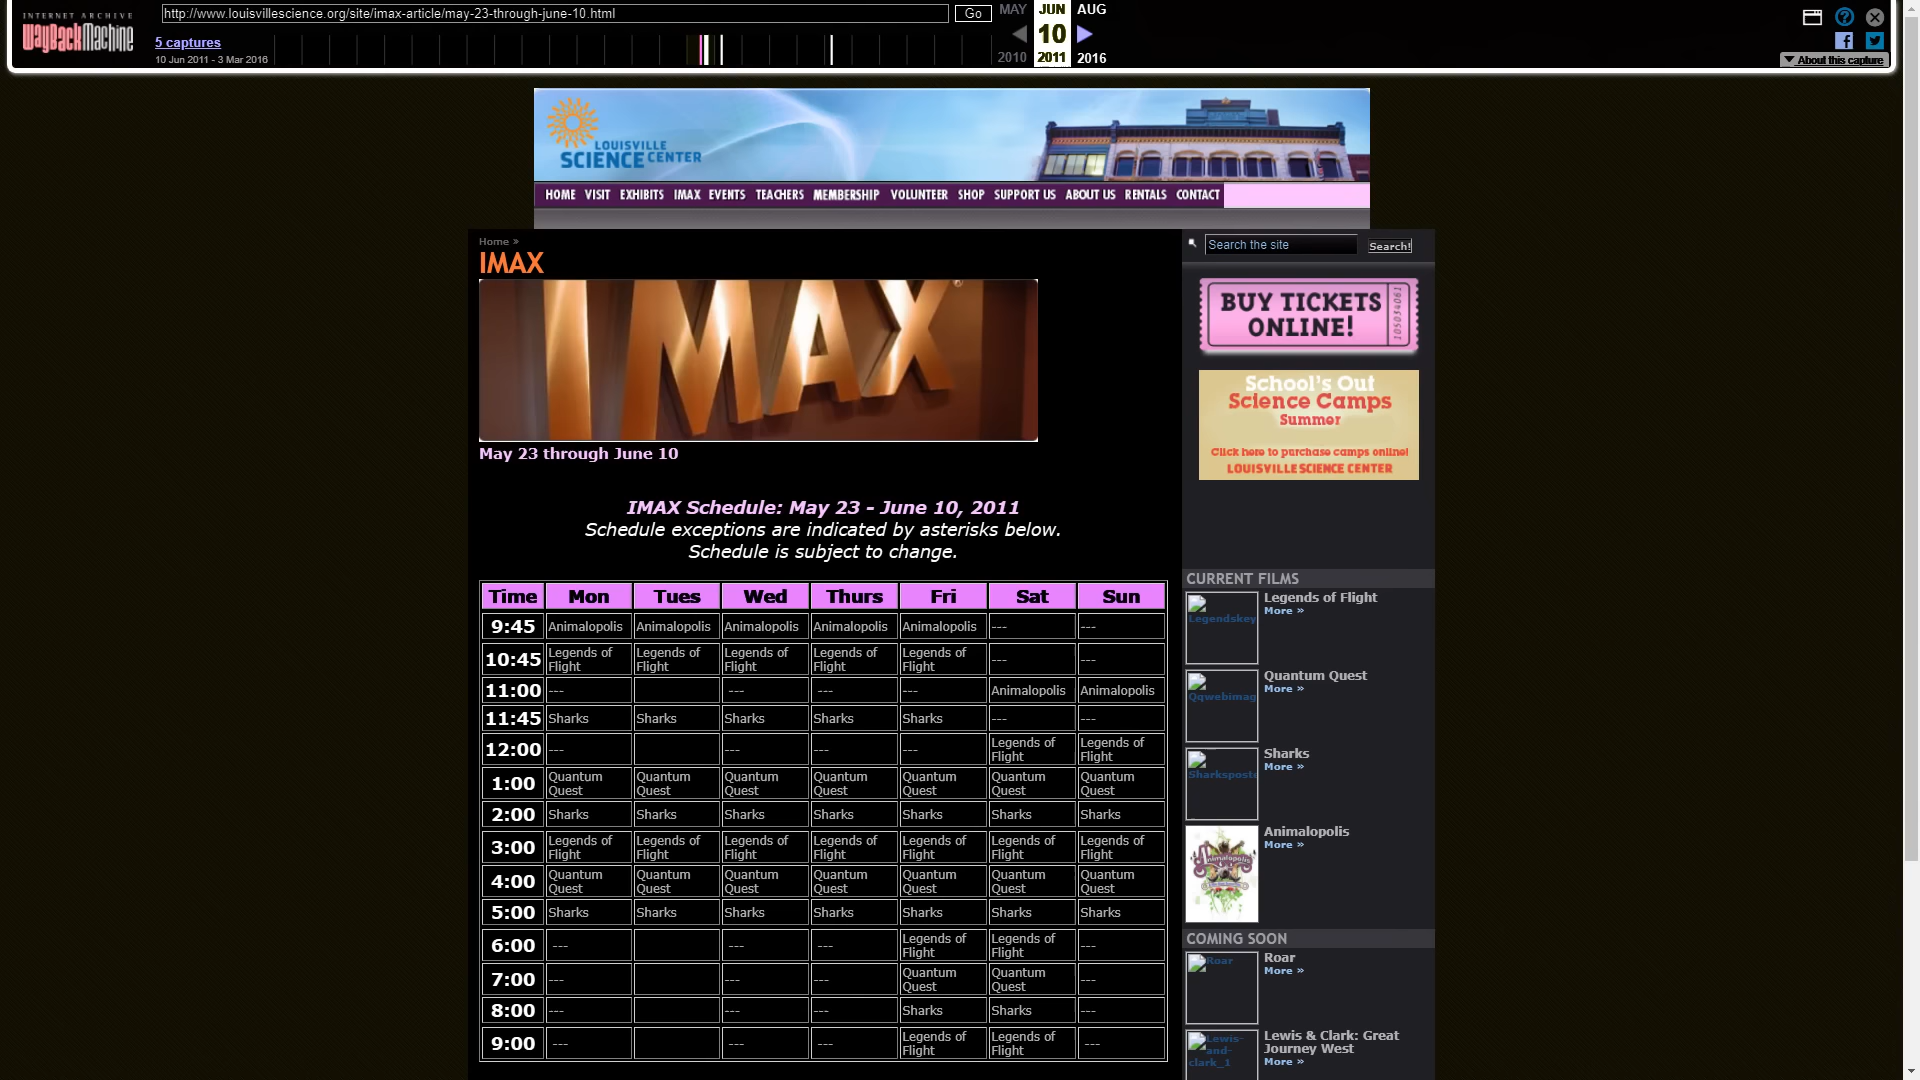 INTERNET ARCHIVE
WayBackMachine
http://www.louisvillescience.org/site/imax-article/may-23-through-june-10.html
Go
MAY JUN AUG
5 captures
10
10 Jun 2011 - 3 Mar 2016
2010 2011 2016
About this capture
LOUISVILLE
SCIENCE CENTER
HOME VISIT EXHIBITS IMAX EVENTS TEACHERS MEMBERSHIP VOLUNTEER SHOP SUPPORT US ABOUT US RENTALS CONTACT
Home »
IMAX
IMAX
May 23 through June 10
IMAX Schedule: May 23 - June 10, 2011
Schedule exceptions are indicated by asterisks below.
Schedule is subject to change.
Time Mon Tues Wed Thurs Fri Sat Sun
9:45 Animalopolis Animalopolis Animalopolis Animalopolis Animalopolis --- ---
10:45 Legends of Flight Legends of Flight Legends of Flight Legends of Flight Legends of Flight --- ---
11:00 --- --- --- --- Animalopolis Animalopolis
11:45 Sharks Sharks Sharks Sharks Sharks --- ---
12:00 --- --- --- --- Legends of Flight Legends of Flight
1:00 Quantum Quest Quantum Quest Quantum Quest Quantum Quest Quantum Quest Quantum Quest Quantum Quest
2:00 Sharks Sharks Sharks Sharks Sharks Sharks Sharks
3:00 Legends of Flight Legends of Flight Legends of Flight Legends of Flight Legends of Flight Legends of Flight Legends of Flight
4:00 Quantum Quest Quantum Quest Quantum Quest Quantum Quest Quantum Quest Quantum Quest Quantum Quest
5:00 Sharks Sharks Sharks Sharks Sharks Sharks Sharks
6:00 --- --- --- Legends of Flight Legends of Flight ---
7:00 --- --- --- Quantum Quest Quantum Quest ---
8:00 --- --- --- Sharks Sharks ---
9:00 --- --- --- Legends of Flight Legends of Flight ---
Search the site Search!
BUY TICKETS
ONLINE!
105034061
School's Out
Science Camps
Summer
Click here to purchase camps online!
LOUISVILLE SCIENCE CENTER
CURRENT FILMS
Legendskey
Legends of Flight
More »
Qqwebimag
Quantum Quest
More »
Sharksposte
Sharks
More »
Animalopolis
Animalopolis
More »
COMING SOON
Roar
Roar
More »
Lewis-
and-
clark_1
Lewis & Clark: Great
Journey West
More »